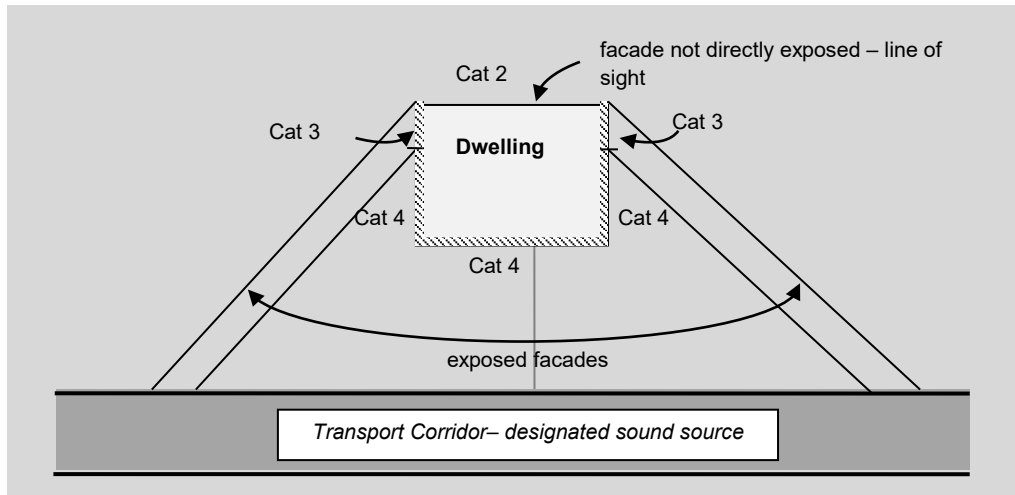 facade not directly exposed – line of
sight
Cat 2
Cat 3
Cat 3
Dwelling
Cat 4
Cat 4
Cat 4
exposed facades
Transport Corridor– designated sound source